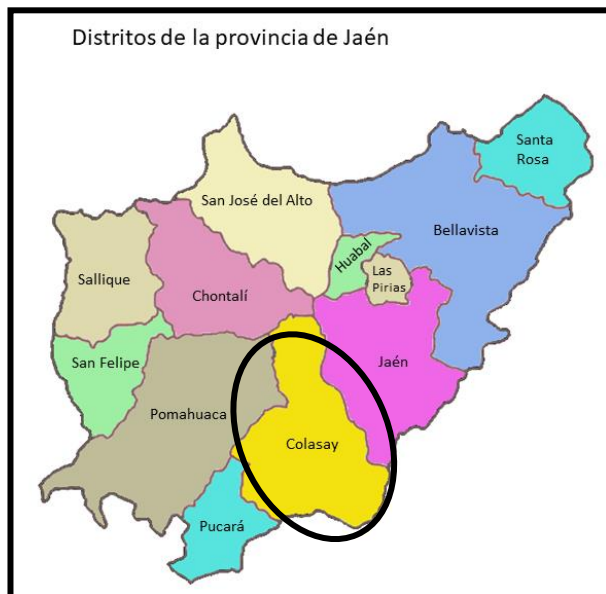 Distritos de la provincia de Jaén
Santa
Rosa
San José del Alto
Bellavista
Huabal
Las
Pirias
Sallique
Chontalí
San Felipe
Jaén
Pomahuaca
Colasay
Pucará